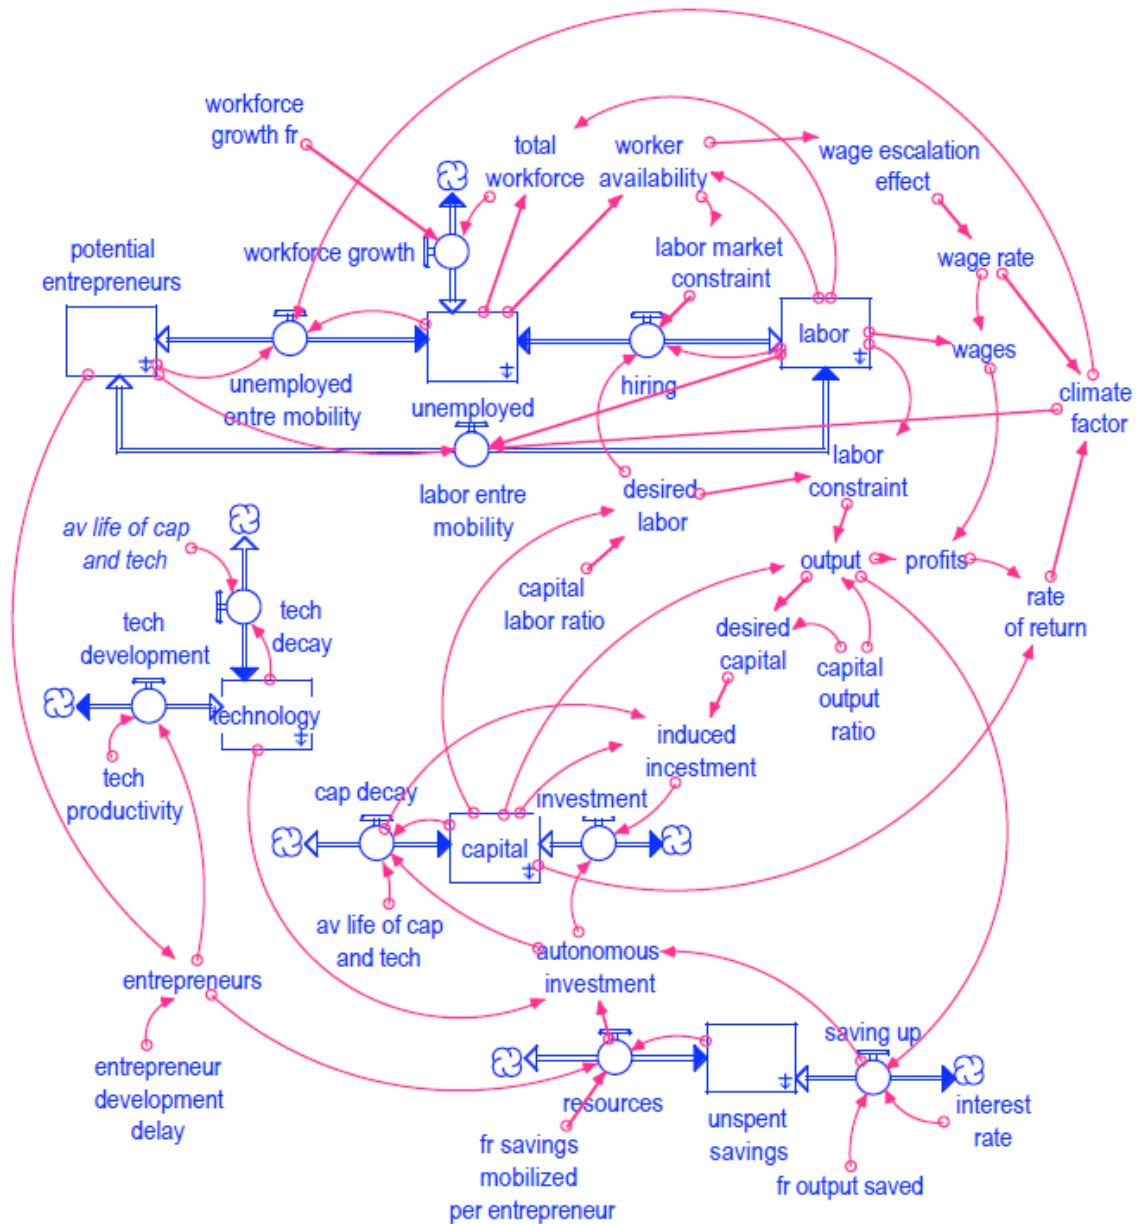 workforce
growth fr
total
workforce
worker
availability
wage escalation
effect
potential
entrepreneurs
workforce growth
labor market
constraint
wage rate
labor
wages
unemployed
entre mobility
unemployed
hiring
climate
factor
labor entre
mobility
desired
labor
labor
constraint
av life of cap
and tech
capital
labor ratio
output
profits
rate
of return
tech
development
tech
decay
desired
capital
capital
output
ratio
technology
induced
incestment
tech
productivity
cap decay
investment
capital
av life of cap
and tech
autonomous
investment
entrepreneurs
entrepreneur
development
delay
resources
saving up
unspent
savings
interest
rate
fr savings
mobilized
per entrepreneur
fr output saved